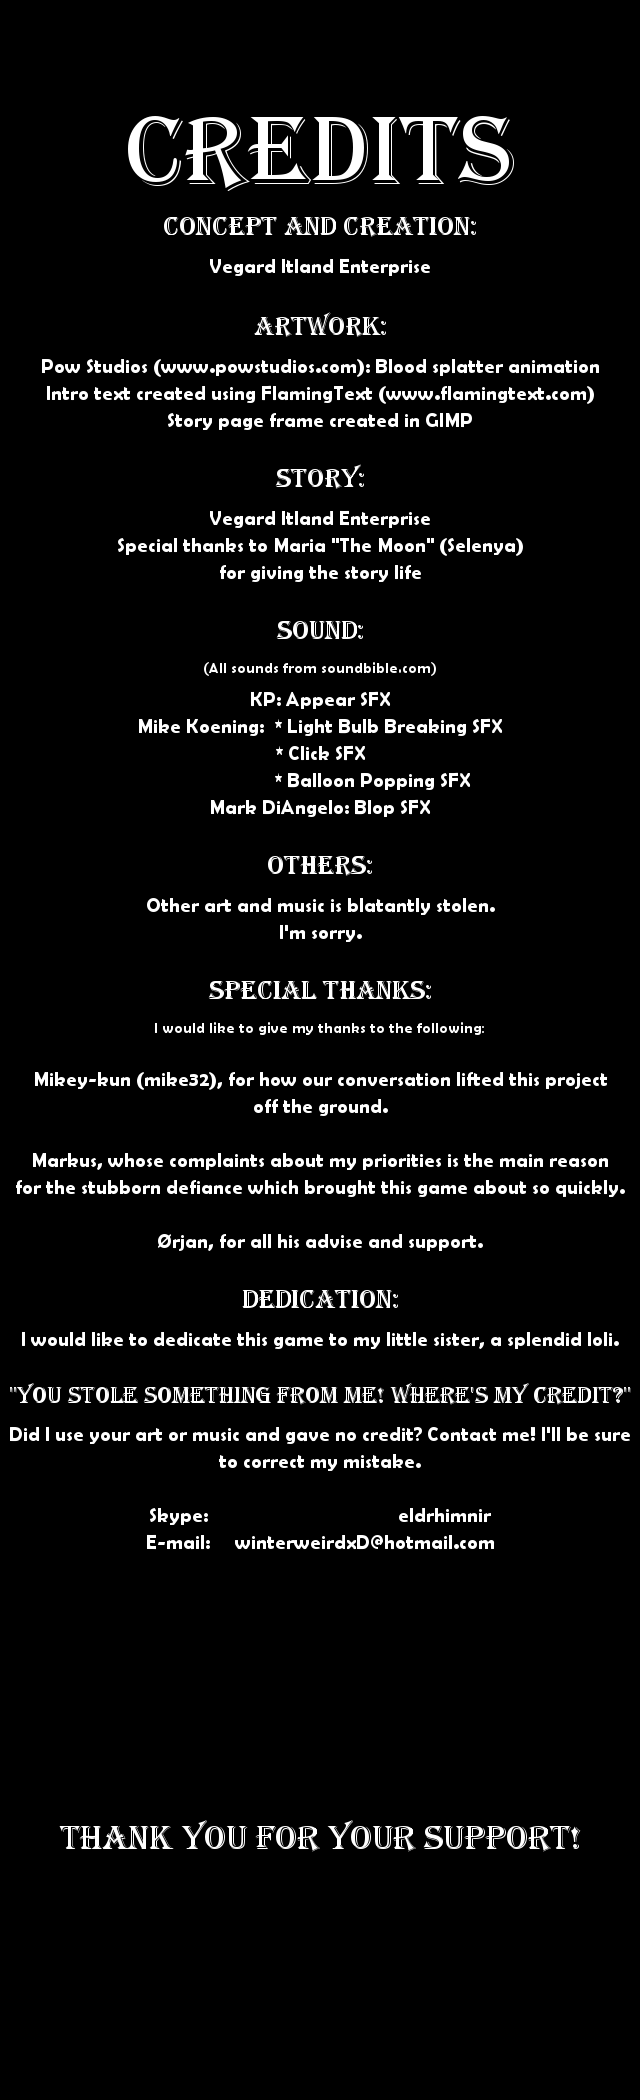 CREDITS
CONCEPT AND CREATION:
Vegard Itland Enterprise
ARTWORK:
Pow Studios (www.powstudios.com): Blood splatter animation
Intro text created using FlamingText (www.flamingtext.com)
Story page frame created in GIMP
STORY:
Vegard Itland Enterprise
Special thanks to Maria "The Moon" (Selenya)
for giving the story life
SOUND:
(All sounds from soundbible.com)
KP: Appear SFX
Mike Koening: * Light Bulb Breaking SFX
* Click SFX
* Balloon Popping SFX
Mark DiAngelo: Blop SFX
OTHERS:
Other art and music is blatantly stolen.
I'm sorry.
SPECIAL THANKS:
I would like to give my thanks to the following:
Mikey-kun (mike32), for how our conversation lifted this project
off the ground.
Markus, whose complaints about my priorities is the main reason
for the stubborn defiance which brought this game about so quickly.
Ørjan, for all his advise and support.
DEDICATION:
I would like to dedicate this game to my little sister, a splendid loli.
"YOU STOLE SOMETHING FROM ME! WHERE'S MY CREDIT?"
Did I use your art or music and gave no credit? Contact me! I'll be sure
to correct my mistake.
Skype: eldrhimnir
E-mail: winterweirdxD@hotmail.com
THANK YOU FOR YOUR SUPPORT!